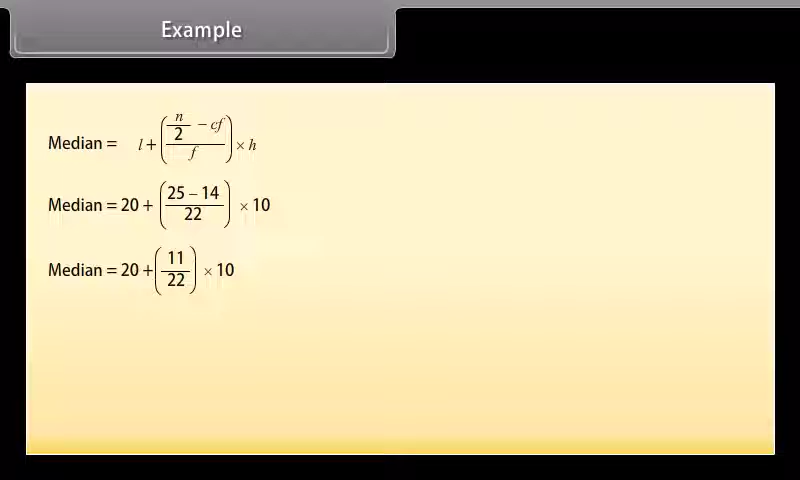 Example
Median = l + ( (n/2 – cf) / f ) × h
Median = 20 + ( (25 – 14) / 22 ) × 10
Median = 20 + ( 11 / 22 ) × 10